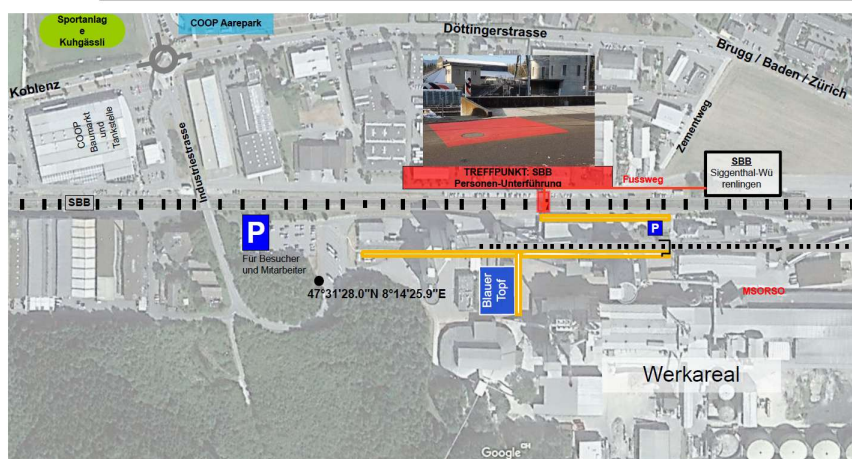 Sportanlag
e
Kuhgässli
COOP Aarepark
Döttingerstrasse
Koblenz
Brugg / Baden / Zürich
COOP
Baumarkt
und
Tankstelle
Industriestrasse
Zementweg
TREFFPUNKT: SBB
Personen-Unterführung
Fussweg
SBB
Siggenthal-Wü
renlingen
SBB
P
Für Besucher
und Mitarbeiter
P
47°31'28.0"N 8°14'25.9"E
Blauer
Topf
MSORSO
Werkareal
Google